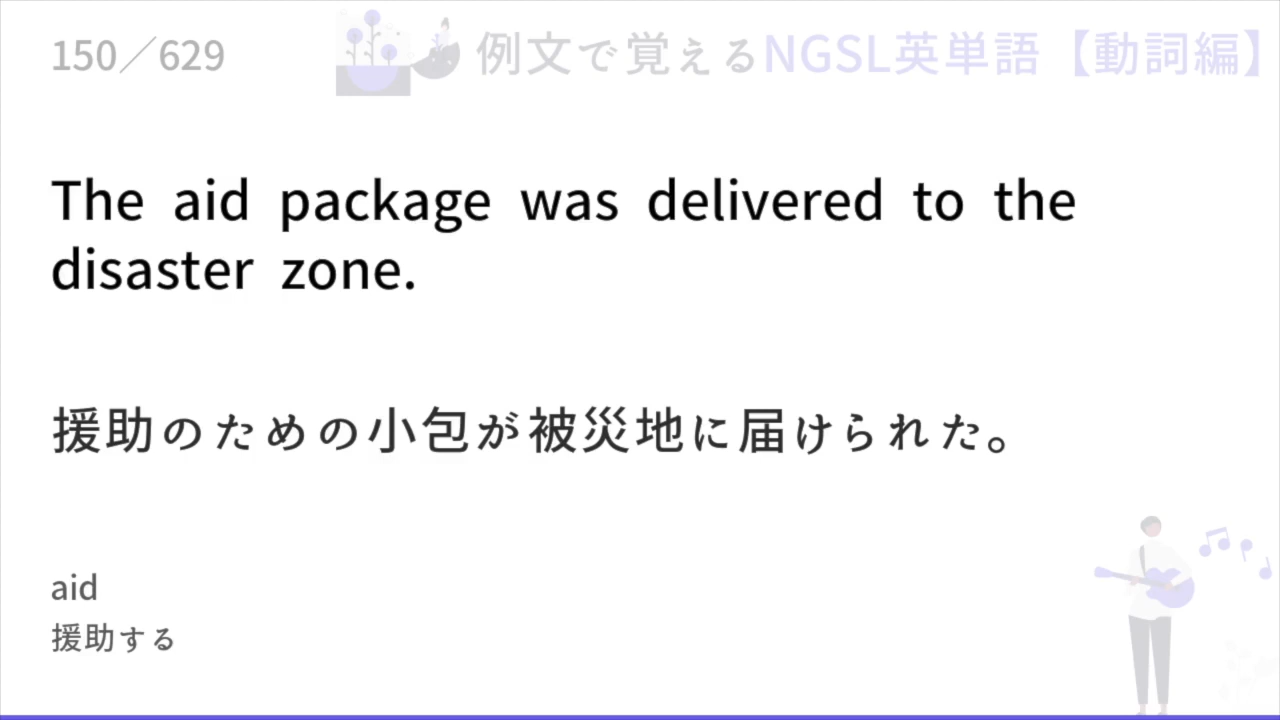 150／629
例文で覚えるNGSL英単語【動詞編】
The aid package was delivered to the
disaster zone.
援助のための小包が被災地に届けられた。
aid
援助する